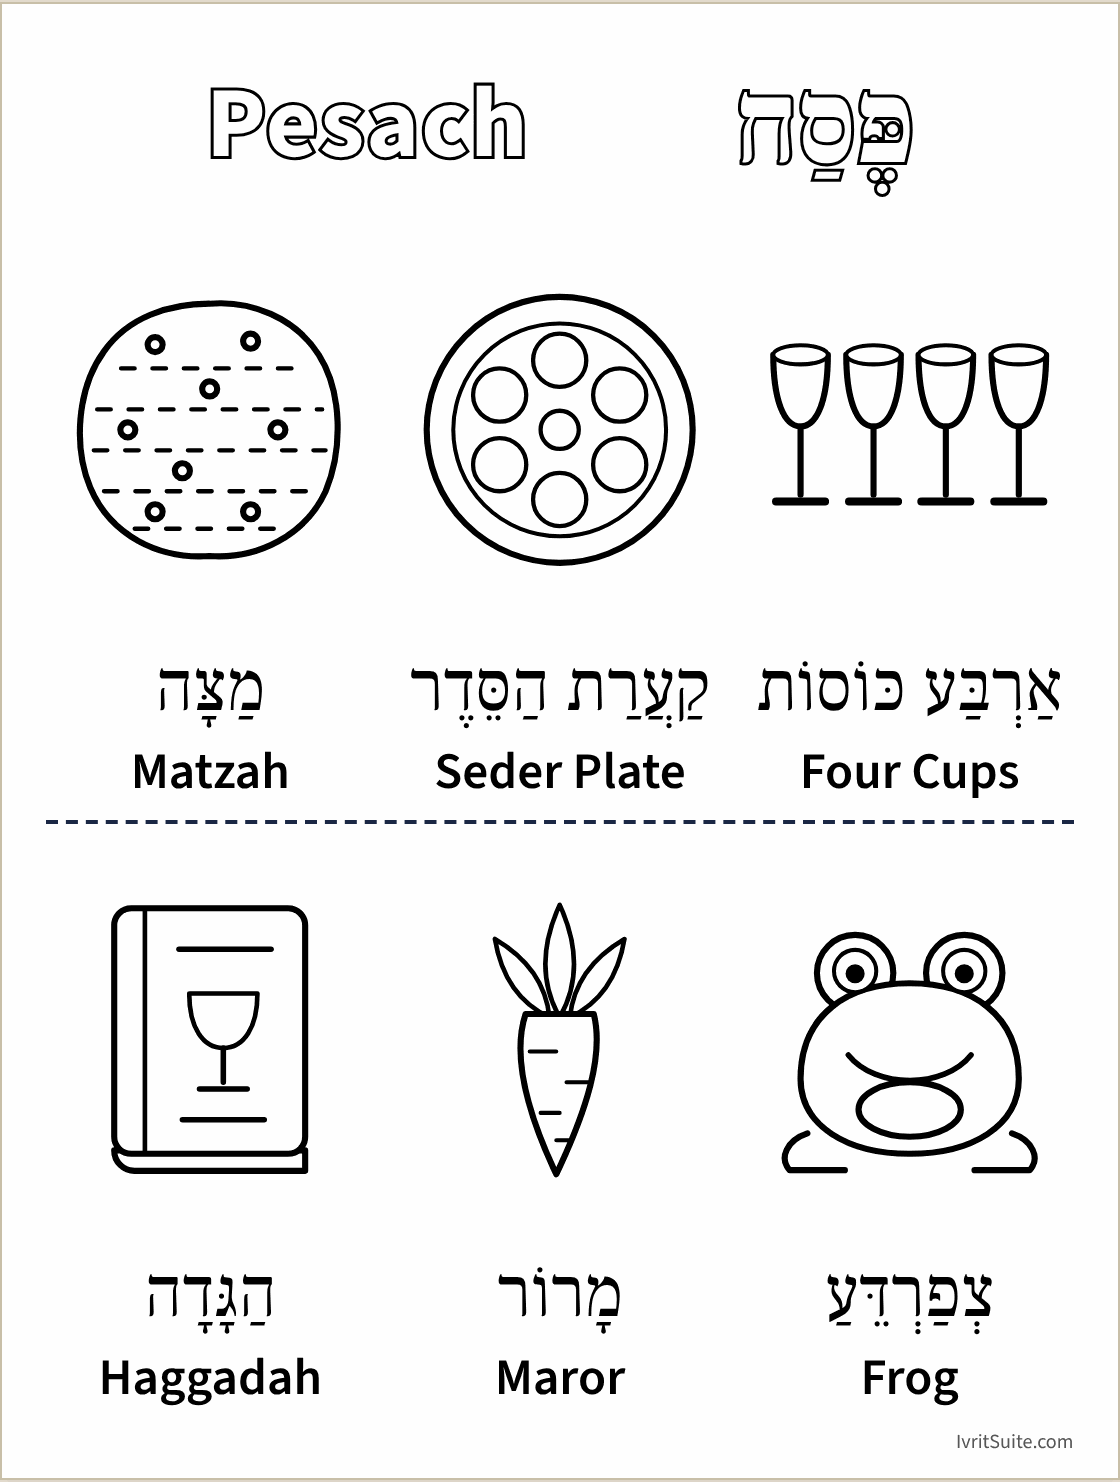 Pesach פֶּסַח
מַצָּה קַעֲרַת הַסֵּדֶר אַרְבַּע כּוֹסוֹת
Matzah Seder Plate Four Cups
הַגָּדָה מָרוֹר צְפַרְדֵּעַ
Haggadah Maror Frog
IvritSuite.com